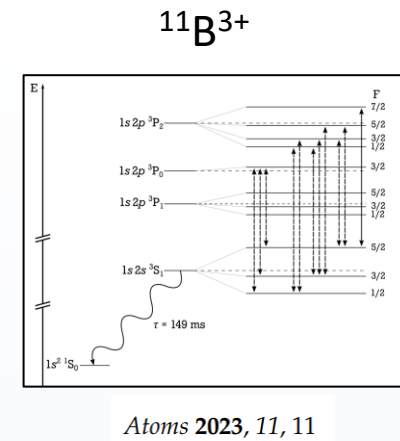 ¹¹B³⁺
E
F
7/2
1s 2p ³P₂
5/2
3/2
1/2
1s 2p ³P₀
3/2
5/2
1s 2p ³P₁
3/2
1/2
5/2
1s 2s ³S₁
3/2
1/2
τ = 149 ms
1s² ¹S₀
Atoms 2023, 11, 11